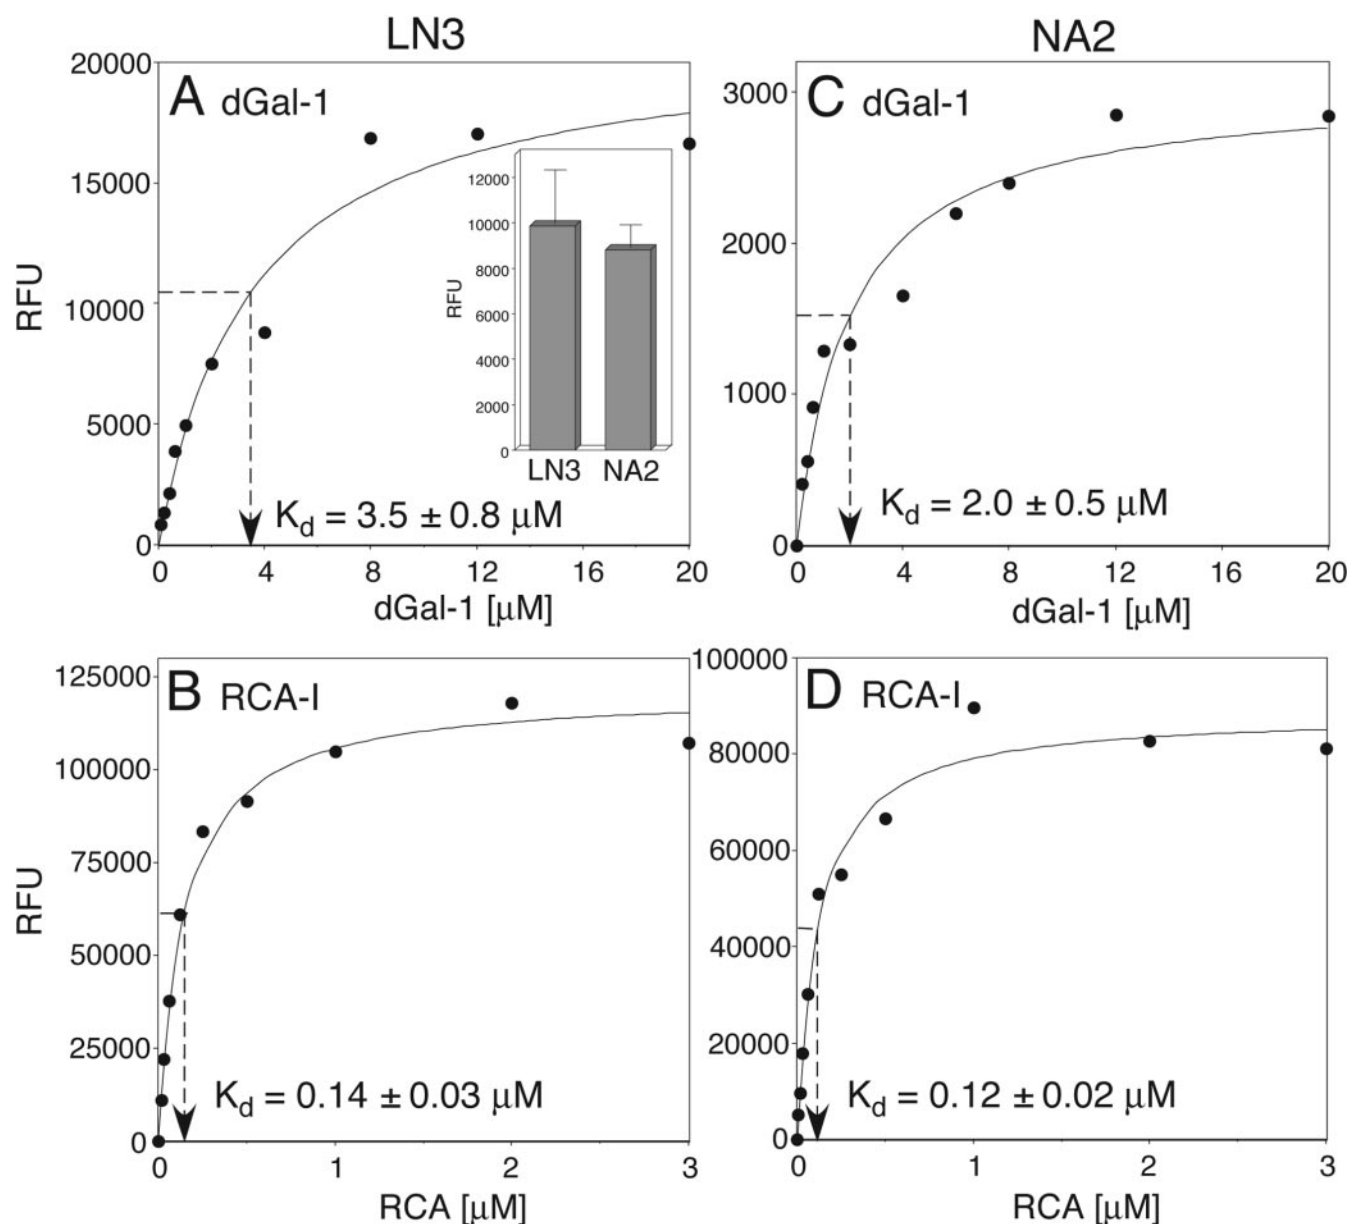 LN3
NA2
A dGal-1
20000
15000
10000
5000
0
RFU
0 4 8 12 16 20
dGal-1 [μM]
Kd = 3.5 ± 0.8 μM
12000
10000
8000
6000
4000
2000
0
RFU
LN3 NA2
C dGal-1
3000
2000
1000
0
0 4 8 12 16 20
dGal-1 [μM]
Kd = 2.0 ± 0.5 μM
B RCA-I
125000
100000
75000
50000
25000
0
RFU
0 1 2 3
RCA [μM]
Kd = 0.14 ± 0.03 μM
D RCA-I
100000
80000
60000
40000
20000
0
0 1 2 3
RCA [μM]
Kd = 0.12 ± 0.02 μM